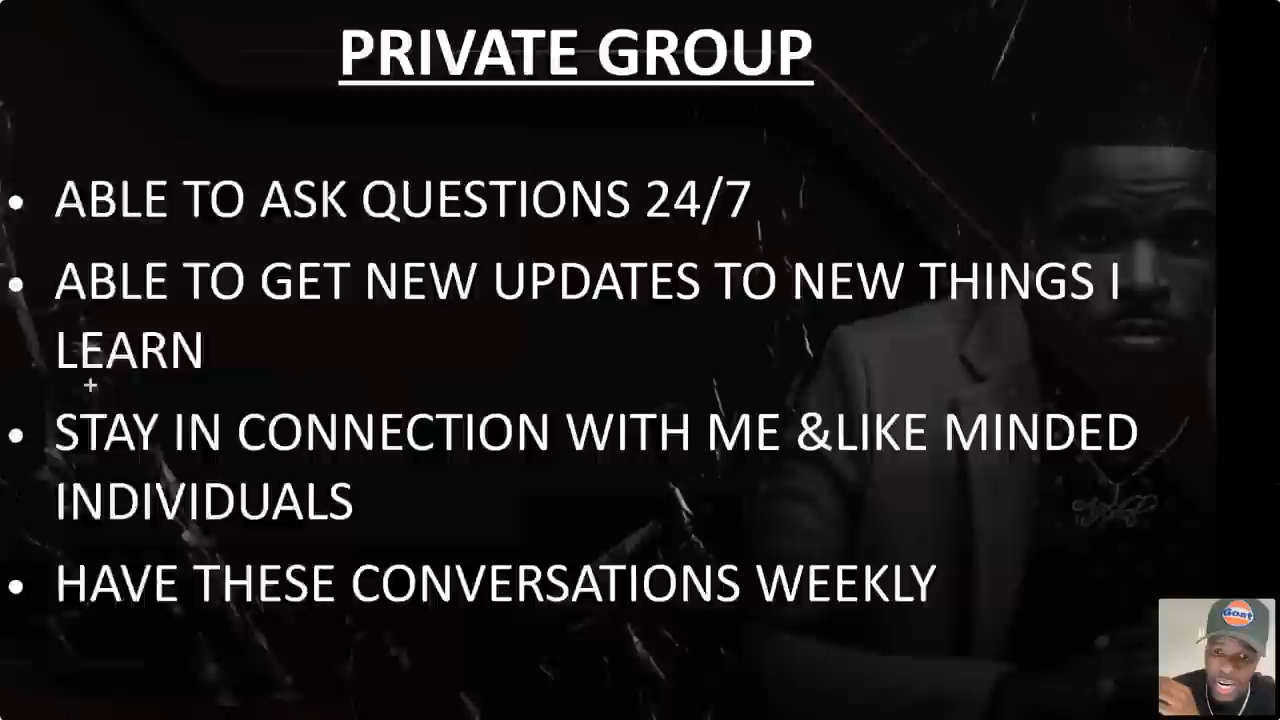 PRIVATE GROUP
• ABLE TO ASK QUESTIONS 24/7
• ABLE TO GET NEW UPDATES TO NEW THINGS I
LEARN
• STAY IN CONNECTION WITH ME &LIKE MINDED
INDIVIDUALS
• HAVE THESE CONVERSATIONS WEEKLY
Goat